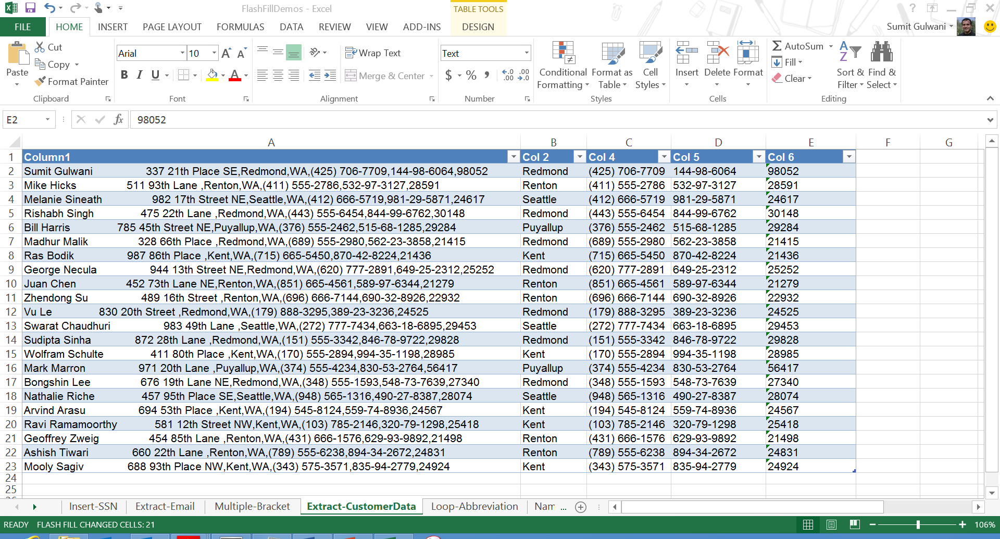 FlashFillDemos - Excel
TABLE TOOLS
?
FILE HOME INSERT PAGE LAYOUT FORMULAS DATA REVIEW VIEW ADD-INS DESIGN Sumit Gulwani
Paste
Cut
Copy
Format Painter
Clipboard
Arial 10 A A
B I U A
Font
Wrap Text
Merge & Center
Alignment
Text
$ % , .0 .00 .00 .0
Number
Conditional Formatting
Format as Table
Cell Styles
Styles
Insert Delete Format
Cells
AutoSum
Fill
Clear
Sort & Filter
Find & Select
Editing
E2 fx 98052
A B C D E F G
1 Column1 Col 2 Col 4 Col 5 Col 6
2 Sumit Gulwani 337 21th Place SE,Redmond,WA,(425) 706-7709,144-98-6064,98052 Redmond (425) 706-7709 144-98-6064 98052
3 Mike Hicks 511 93th Lane ,Renton,WA,(411) 555-2786,532-97-3127,28591 Renton (411) 555-2786 532-97-3127 28591
4 Melanie Sineath 982 17th Street NE,Seattle,WA,(412) 666-5719,981-29-5871,24617 Seattle (412) 666-5719 981-29-5871 24617
5 Rishabh Singh 475 22th Lane ,Redmond,WA,(443) 555-6454,844-99-6762,30148 Redmond (443) 555-6454 844-99-6762 30148
6 Bill Harris 785 45th Street NE,Puyallup,WA,(376) 555-2462,515-68-1285,29284 Puyallup (376) 555-2462 515-68-1285 29284
7 Madhur Malik 328 66th Place ,Redmond,WA,(689) 555-2980,562-23-3858,21415 Redmond (689) 555-2980 562-23-3858 21415
8 Ras Bodik 987 86th Place ,Kent,WA,(715) 665-5450,870-42-8224,21436 Kent (715) 665-5450 870-42-8224 21436
9 George Necula 944 13th Street NE,Redmond,WA,(620) 777-2891,649-25-2312,25252 Redmond (620) 777-2891 649-25-2312 25252
10 Juan Chen 452 73th Lane NE,Renton,WA,(851) 665-4561,589-97-6344,21279 Renton (851) 665-4561 589-97-6344 21279
11 Zhendong Su 489 16th Street ,Renton,WA,(696) 666-7144,690-32-8926,22932 Renton (696) 666-7144 690-32-8926 22932
12 Vu Le 830 20th Street ,Redmond,WA,(179) 888-3295,389-23-3236,24525 Redmond (179) 888-3295 389-23-3236 24525
13 Swarat Chaudhuri 983 49th Lane ,Seattle,WA,(272) 777-7434,663-18-6895,29453 Seattle (272) 777-7434 663-18-6895 29453
14 Sudipta Sinha 872 28th Lane ,Redmond,WA,(151) 555-3342,846-78-9722,29828 Redmond (151) 555-3342 846-78-9722 29828
15 Wolfram Schulte 411 80th Place ,Kent,WA,(170) 555-2894,994-35-1198,28985 Kent (170) 555-2894 994-35-1198 28985
16 Mark Marron 971 20th Lane ,Puyallup,WA,(374) 555-4234,830-53-2764,56417 Puyallup (374) 555-4234 830-53-2764 56417
17 Bongshin Lee 676 19th Lane NE,Redmond,WA,(348) 555-1593,548-73-7639,27340 Redmond (348) 555-1593 548-73-7639 27340
18 Nathalie Riche 457 95th Place SE,Seattle,WA,(948) 565-1316,490-27-8387,28074 Seattle (948) 565-1316 490-27-8387 28074
19 Arvind Arasu 694 53th Place ,Kent,WA,(194) 545-8124,559-74-8936,24567 Kent (194) 545-8124 559-74-8936 24567
20 Ravi Ramamoorthy 581 12th Street NW,Kent,WA,(103) 785-2146,320-79-1298,25418 Kent (103) 785-2146 320-79-1298 25418
21 Geoffrey Zweig 454 85th Lane ,Renton,WA,(431) 666-1576,629-93-9892,21498 Renton (431) 666-1576 629-93-9892 21498
22 Ashish Tiwari 660 22th Lane ,Renton,WA,(789) 555-6238,894-34-2672,24831 Renton (789) 555-6238 894-34-2672 24831
23 Mooly Sagiv 688 93th Place NW,Kent,WA,(343) 575-3571,835-94-2779,24924 Kent (343) 575-3571 835-94-2779 24924
24
25
Insert-SSN Extract-Email Multiple-Bracket Extract-CustomerData Loop-Abbreviation Nam ...
READY FLASH FILL CHANGED CELLS: 21 106%